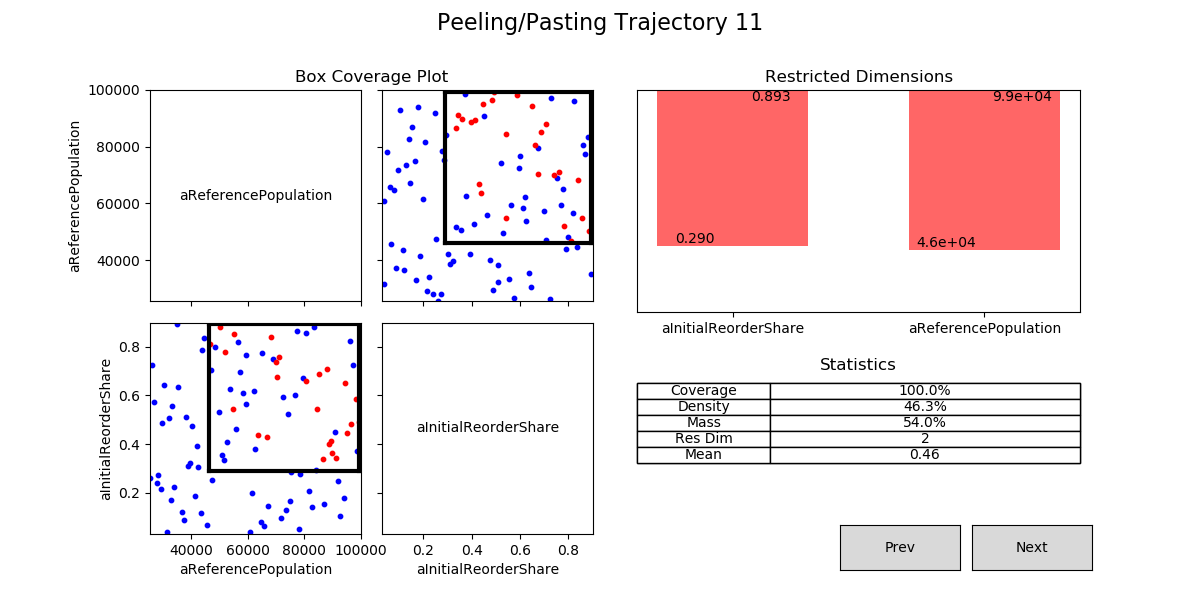 Peeling/Pasting Trajectory 11
Box Coverage Plot
aReferencePopulation
100000
80000
60000
40000
aReferencePopulation
aInitialReorderShare
0.8
0.6
0.4
0.2
aInitialReorderShare
40000 60000 80000 100000
aReferencePopulation
0.2 0.4 0.6 0.8
aInitialReorderShare
Restricted Dimensions
0.893 9.9e+04
0.290 4.6e+04
aInitialReorderShare aReferencePopulation
Statistics
Coverage 100.0%
Density 46.3%
Mass 54.0%
Res Dim 2
Mean 0.46
Prev Next